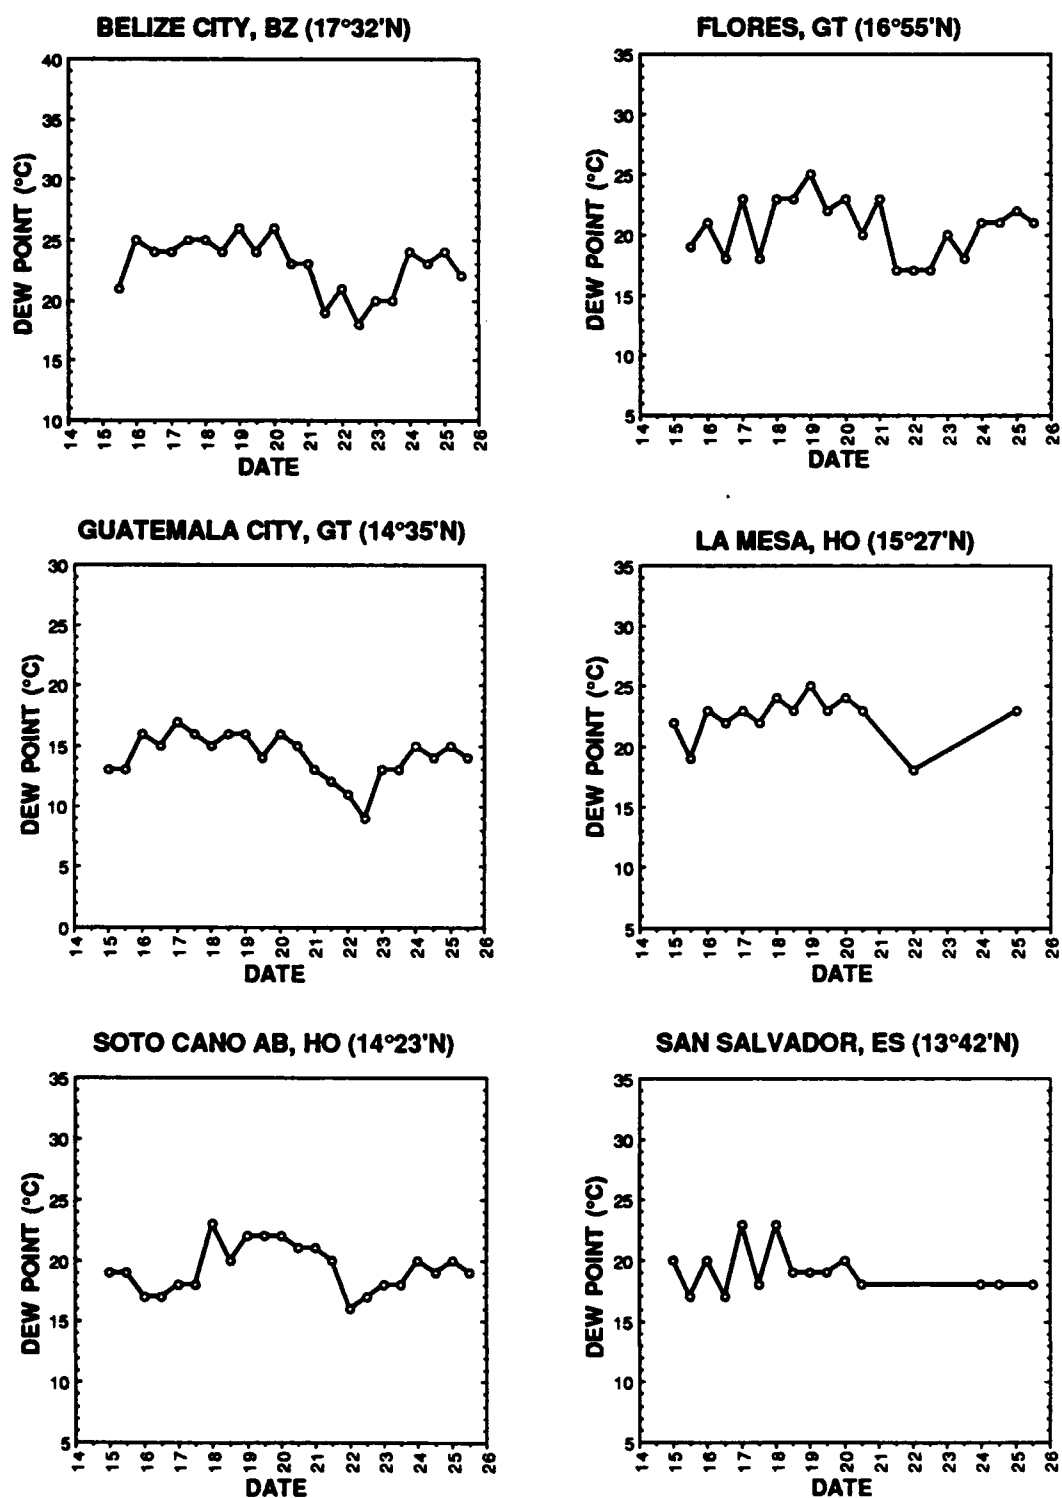 BELIZE CITY, BZ (17°32'N)
40
35
30
25
20
15
10
DEW POINT (°C)
14 15 16 17 18 19 20 21 22 23 24 25 26
DATE
FLORES, GT (16°55'N)
35
30
25
20
15
10
5
DEW POINT (°C)
14 15 16 17 18 19 20 21 22 23 24 25 26
DATE
GUATEMALA CITY, GT (14°35'N)
30
25
20
15
10
5
0
DEW POINT (°C)
14 15 16 17 18 19 20 21 22 23 24 25 26
DATE
LA MESA, HO (15°27'N)
35
30
25
20
15
10
5
DEW POINT (°C)
14 15 16 17 18 19 20 21 22 23 24 25 26
DATE
SOTO CANO AB, HO (14°23'N)
35
30
25
20
15
10
5
DEW POINT (°C)
14 15 16 17 18 19 20 21 22 23 24 25 26
DATE
SAN SALVADOR, ES (13°42'N)
35
30
25
20
15
10
5
DEW POINT (°C)
14 15 16 17 18 19 20 21 22 23 24 25 26
DATE